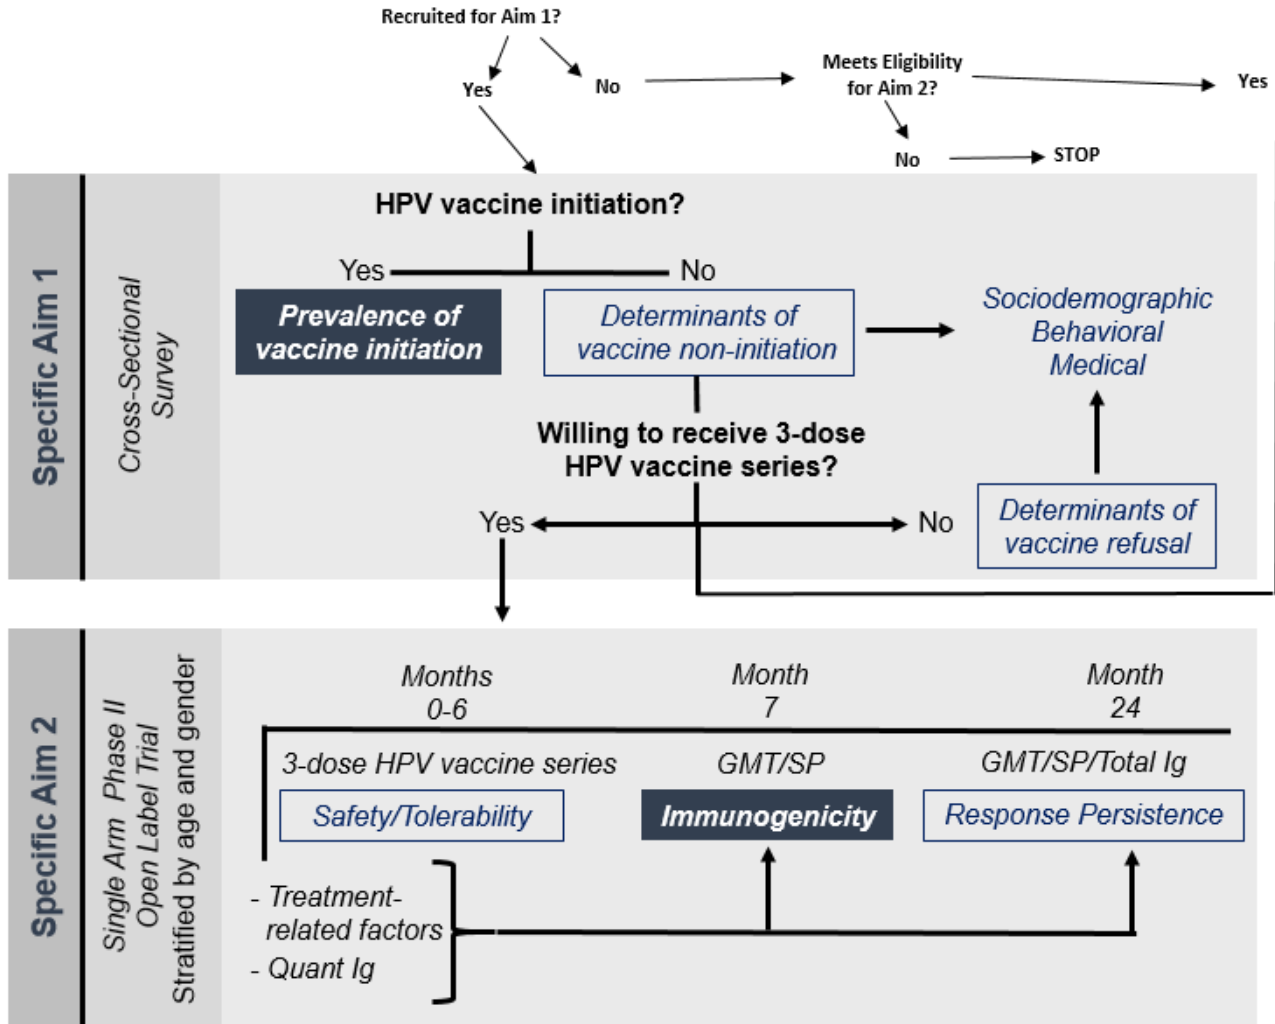 Recruited for Aim 1?
Yes
No
Meets Eligibility
for Aim 2?
Yes
No
STOP
Specific Aim 1
Cross-Sectional
Survey
HPV vaccine initiation?
Yes
No
Prevalence of
vaccine initiation
Determinants of
vaccine non-initiation
Sociodemographic
Behavioral
Medical
Willing to receive 3-dose
HPV vaccine series?
Yes
No
Determinants of
vaccine refusal
Specific Aim 2
Single Arm Phase II
Open Label Trial
Stratified by age and gender
Months
0-6
Month
7
Month
24
3-dose HPV vaccine series
GMT/SP
GMT/SP/Total Ig
Safety/Tolerability
Immunogenicity
Response Persistence
- Treatment-
related factors
- Quant Ig